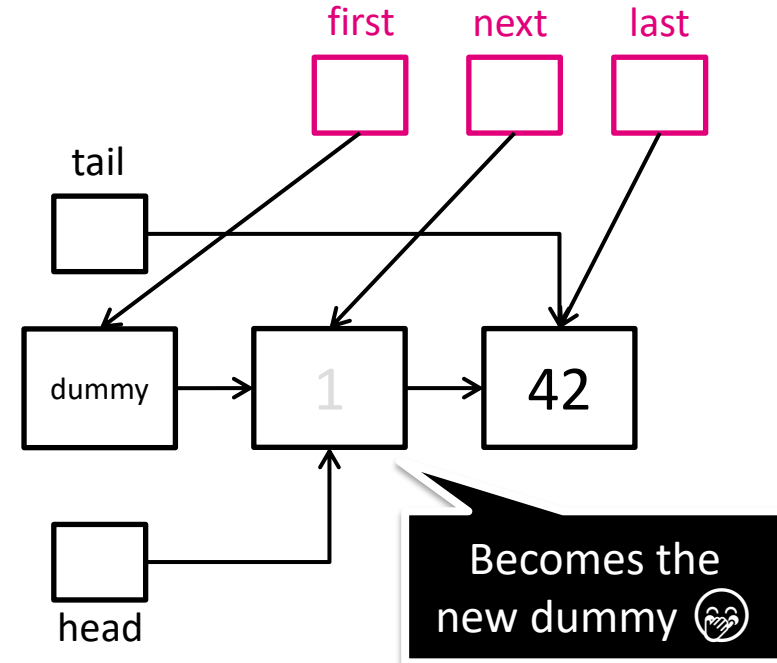 first next last
tail
dummy 1 42
Becomes the
new dummy 🤭
head